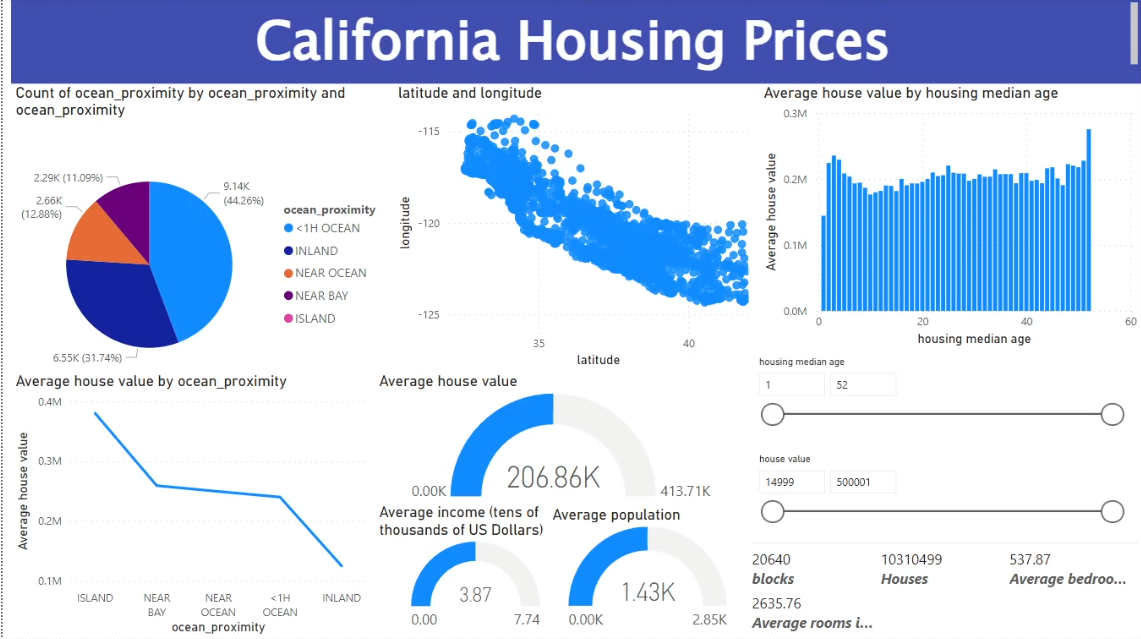 California Housing Prices
Count of ocean_proximity by ocean_proximity and
ocean_proximity
2.29K (11.09%)
2.66K
(12.88%)
9.14K
(44.26%)
6.55K (31.74%)
ocean_proximity
<1H OCEAN
INLAND
NEAR OCEAN
NEAR BAY
ISLAND
latitude and longitude
-115
-120
-125
longitude
35
40
latitude
Average house value by housing median age
0.3M
0.2M
0.1M
0.0M
Average house value
0
20
40
60
housing median age
Average house value by ocean_proximity
0.4M
0.3M
0.2M
0.1M
Average house value
ISLAND
NEAR
BAY
NEAR
OCEAN
<1H
OCEAN
INLAND
ocean_proximity
Average house value
206.86K
0.00K
413.71K
Average income (tens of
thousands of US Dollars)
3.87
0.00
7.74
Average population
1.43K
0.00K
2.85K
housing median age
1
52
house value
14999
500001
20640
blocks
10310499
Houses
537.87
Average bedroo...
2635.76
Average rooms i...